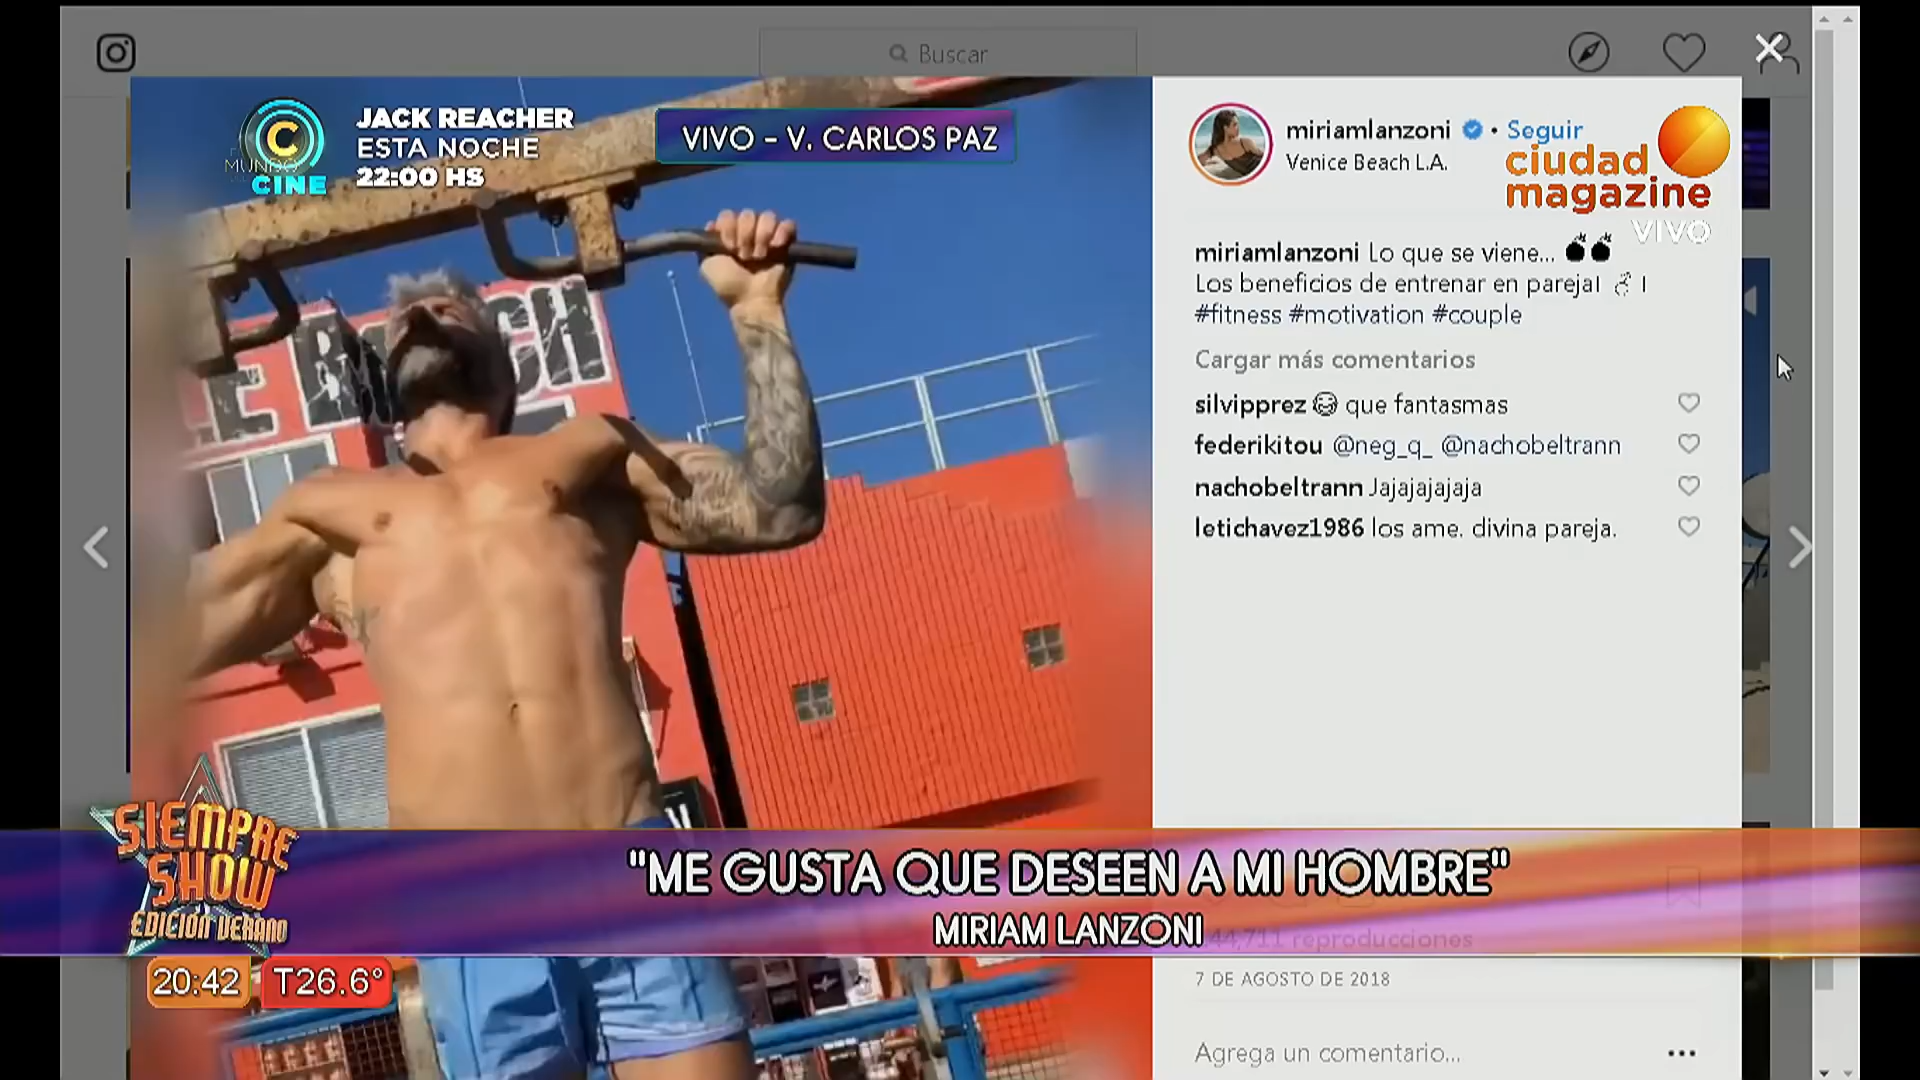 Buscar
MUNDO
C
CINE
JACK REACHER
ESTA NOCHE
22:00 HS
VIVO - V. CARLOS PAZ
miriamlanzoni • Seguir
Venice Beach L.A.
ciudad
magazine
VIVO
miriamlanzoni Lo que se viene... 💣💣
Los beneficios de entrenar en pareja!
#fitness #motivation #couple
Cargar más comentarios
silvipprez 😂 que fantasmas
federikitou @neg_q_ @nachobeltrann
nachobeltrann Jajajajajaja
letichavez1986 los ame. divina pareja.
SIEMPRE
SHOW
EDICIÓN VERANO
"ME GUSTA QUE DESEEN A MI HOMBRE"
MIRIAM LANZONI
44,711 reproducciones
20:42
T26.6°
7 DE AGOSTO DE 2018
Agrega un comentario...